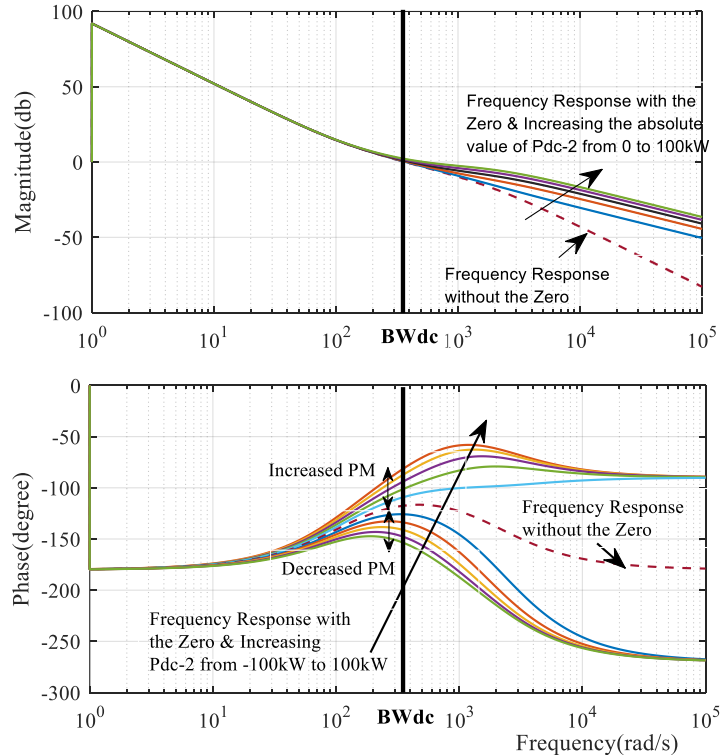 100
50
0
-50
-100
Magnitude(db)
Frequency Response with the
Zero & Increasing the absolute
value of Pdc-2 from 0 to 100kW
Frequency Response
without the Zero
10^0
10^1
10^2
BWdc
10^3
10^4
10^5
0
-50
-100
-150
-200
-250
-300
Phase(degree)
Increased PM
Decreased PM
Frequency Response
without the Zero
Frequency Response with
the Zero & Increasing
Pdc-2 from -100kW to 100kW
10^0
10^1
10^2
BWdc
10^3
10^4
10^5
Frequency(rad/s)